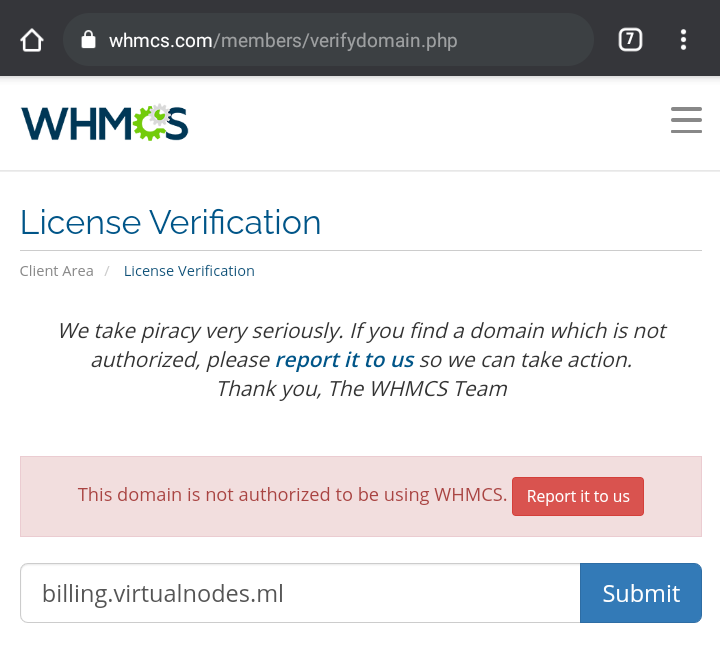 whmcs.com/members/verifydomain.php
7
WHMCS
License Verification
Client Area / License Verification
We take piracy very seriously. If you find a domain which is not
authorized, please report it to us so we can take action.
Thank you, The WHMCS Team
This domain is not authorized to be using WHMCS. Report it to us
billing.virtualnodes.ml Submit